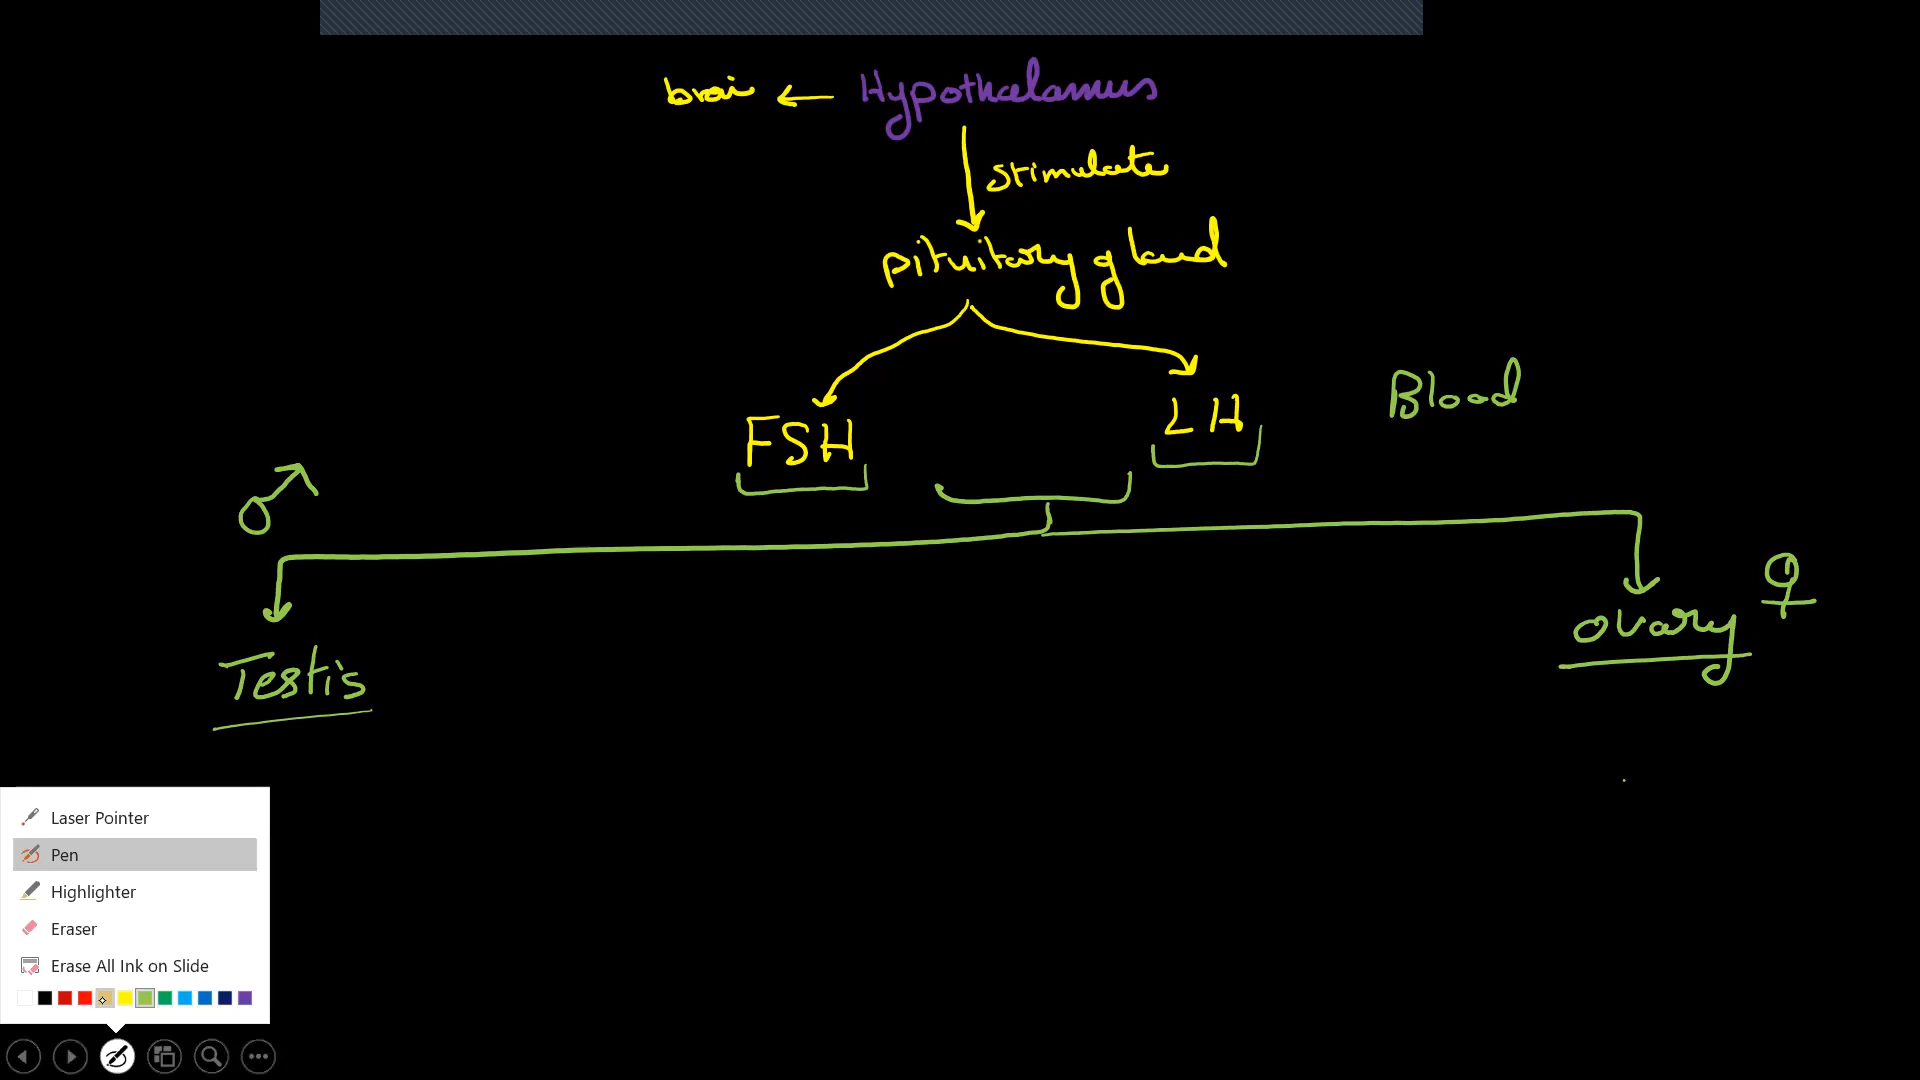 brai ← Hypothalamus
stimulate
pituitary gland
FSH
LH
Blood
♂
♀
Testis
ovary
Laser Pointer
Pen
Highlighter
Eraser
Erase All Ink on Slide